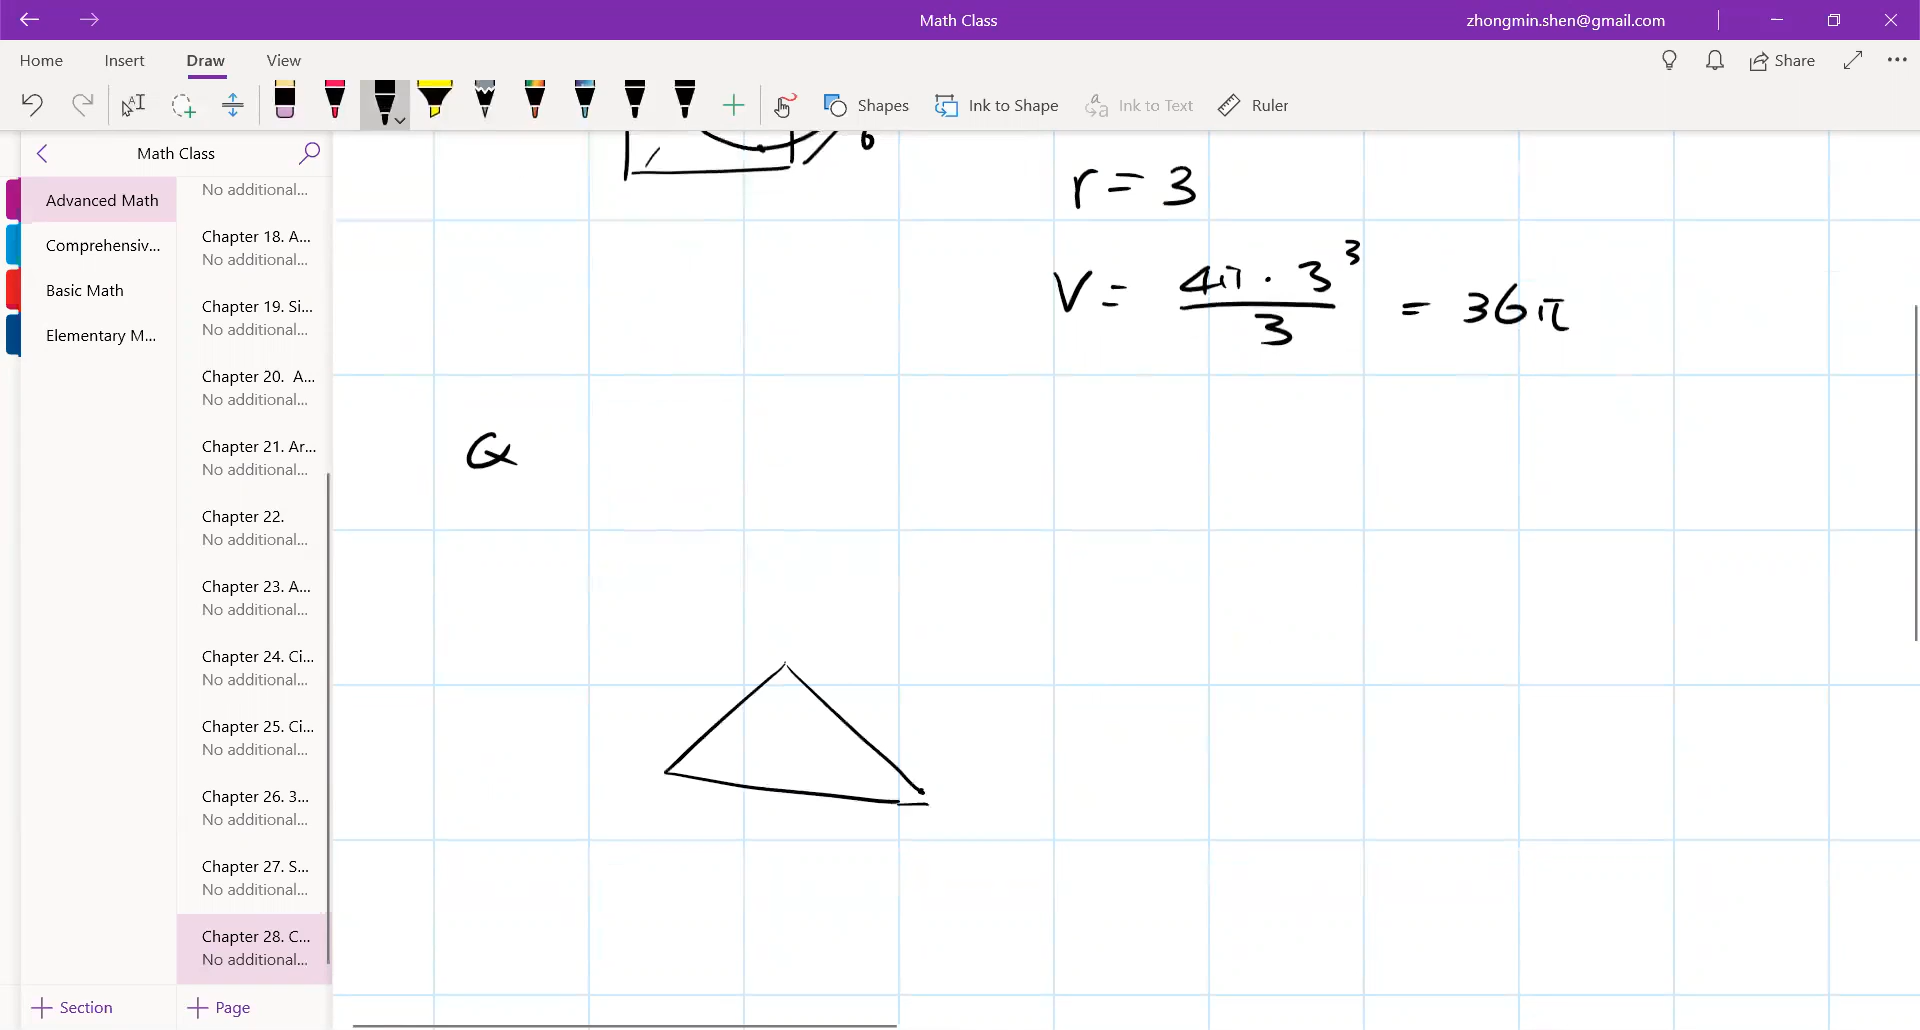 Math Class
zhongmin.shen@gmail.com
Home Insert Draw View
Share
Shapes Ink to Shape Ink to Text Ruler
Math Class
Advanced Math
Comprehensiv...
Basic Math
Elementary M...
No additional...
Chapter 18. A...
No additional...
Chapter 19. Si...
No additional...
Chapter 20. A...
No additional...
Chapter 21. Ar...
No additional...
Chapter 22.
No additional...
Chapter 23. A...
No additional...
Chapter 24. Ci...
No additional...
Chapter 25. Ci...
No additional...
Chapter 26. 3...
No additional...
Chapter 27. S...
No additional...
Chapter 28. C...
No additional...
Section
Page
6
r = 3
V = 4π · 3³ / 3 = 36π
Q